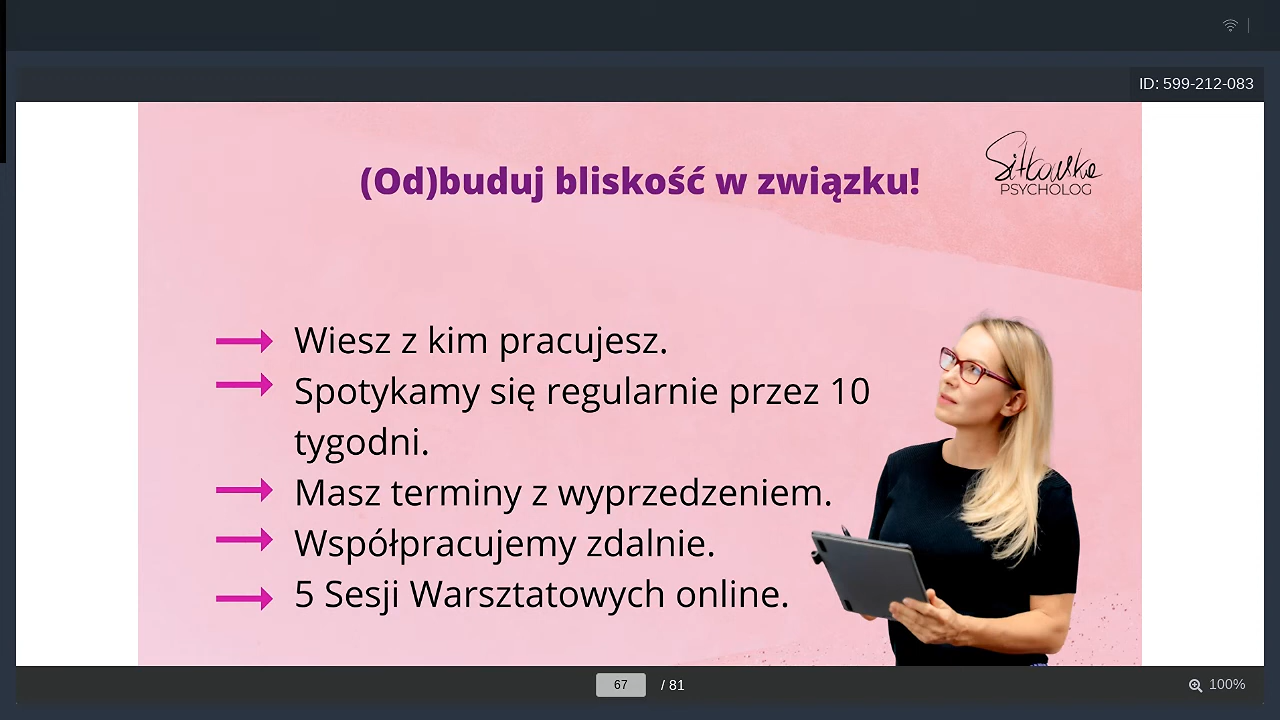 ID: 599-212-083
(Od)buduj bliskość w związku!
Sitowska
PSYCHOLOG
Wiesz z kim pracujesz.
Spotykamy się regularnie przez 10
tygodni.
Masz terminy z wyprzedzeniem.
Współpracujemy zdalnie.
5 Sesji Warsztatowych online.
67 / 81
100%